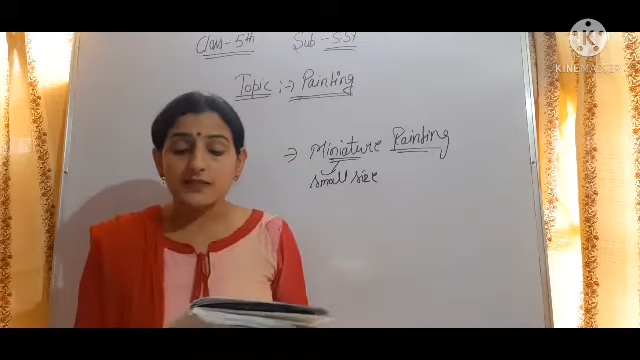 Class - 5th Sub - S.St
Topic :-> Painting
=> Miniature Painting
small size
KINEMASTER